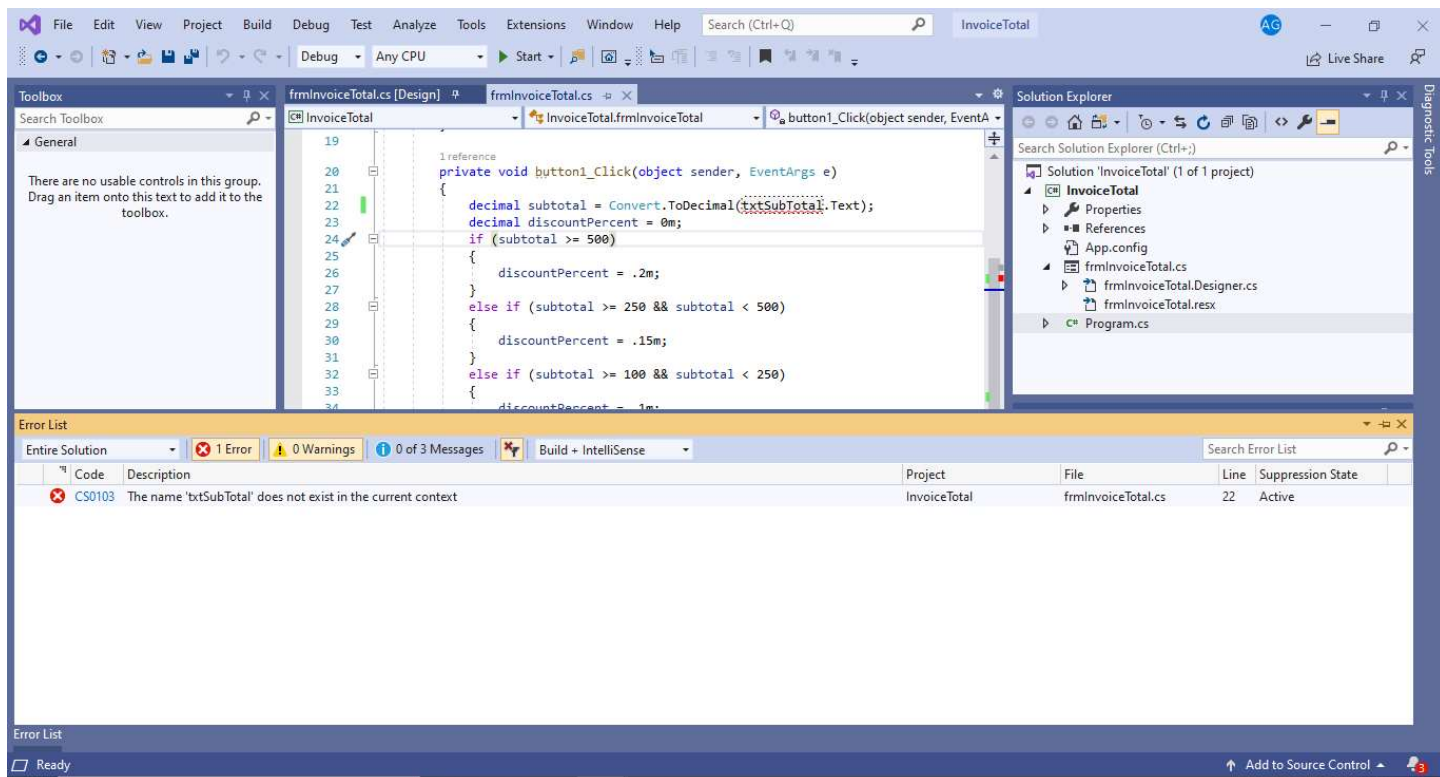 File Edit View Project Build Debug Test Analyze Tools Extensions Window Help Search (Ctrl+Q) InvoiceTotal AG
Debug Any CPU Start Live Share
Toolbox
Search Toolbox
General
There are no usable controls in this group.
Drag an item onto this text to add it to the
toolbox.
frmInvoiceTotal.cs [Design] frmInvoiceTotal.cs
C# InvoiceTotal InvoiceTotal.frmInvoiceTotal button1_Click(object sender, EventA
19
1 reference
20 private void button1_Click(object sender, EventArgs e)
21 {
22 decimal subtotal = Convert.ToDecimal(txtSubTotal.Text);
23 decimal discountPercent = 0m;
24 if (subtotal >= 500)
25 {
26 discountPercent = .2m;
27 }
28 else if (subtotal >= 250 && subtotal < 500)
29 {
30 discountPercent = .15m;
31 }
32 else if (subtotal >= 100 && subtotal < 250)
33 {
34 discountPercent = .1m;
Solution Explorer
Search Solution Explorer (Ctrl+;)
Solution 'InvoiceTotal' (1 of 1 project)
C# InvoiceTotal
Properties
References
App.config
frmInvoiceTotal.cs
frmInvoiceTotal.Designer.cs
frmInvoiceTotal.resx
C# Program.cs
Diagnostic Tools
Error List
Entire Solution 1 Error 0 Warnings 0 of 3 Messages Build + IntelliSense Search Error List
Code Description Project File Line Suppression State
CS0103 The name 'txtSubTotal' does not exist in the current context InvoiceTotal frmInvoiceTotal.cs 22 Active
Error List
Ready Add to Source Control 3